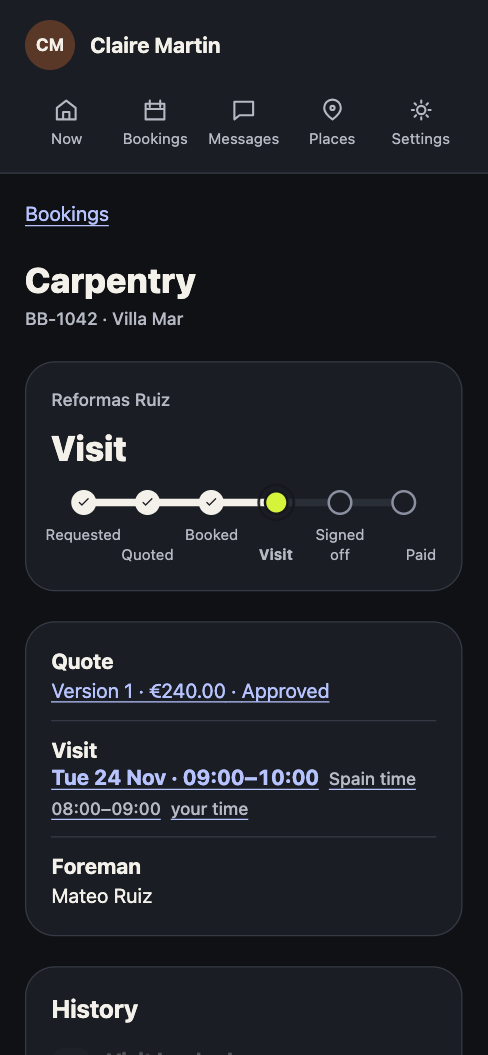 CM
Claire Martin
Now
Bookings
Messages
Places
Settings
Bookings
Carpentry
BB-1042 · Villa Mar
Reformas Ruiz
Visit
Requested
Quoted
Booked
Visit
Signed
off
Paid
Quote
Version 1 · €240.00 · Approved
Visit
Tue 24 Nov · 09:00–10:00 Spain time
08:00–09:00 your time
Foreman
Mateo Ruiz
History